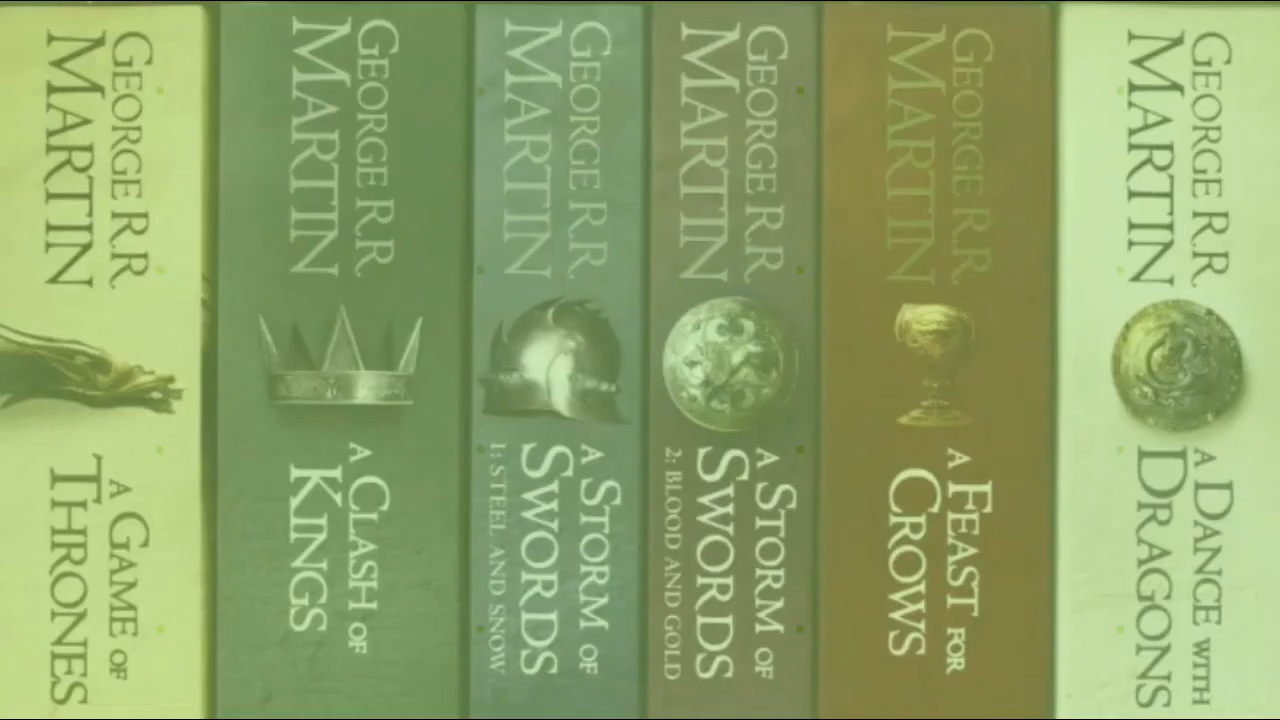 GEORGE R.R.
MARTIN
A GAME OF
THRONES
GEORGE R.R.
MARTIN
A CLASH OF
KINGS
GEORGE R.R.
MARTIN
A STORM OF
SWORDS
1: STEEL AND SNOW
GEORGE R.R.
MARTIN
A STORM OF
SWORDS
2: BLOOD AND GOLD
GEORGE R.R.
MARTIN
A FEAST FOR
CROWS
GEORGE R.R.
MARTIN
A DANCE WITH
DRAGONS